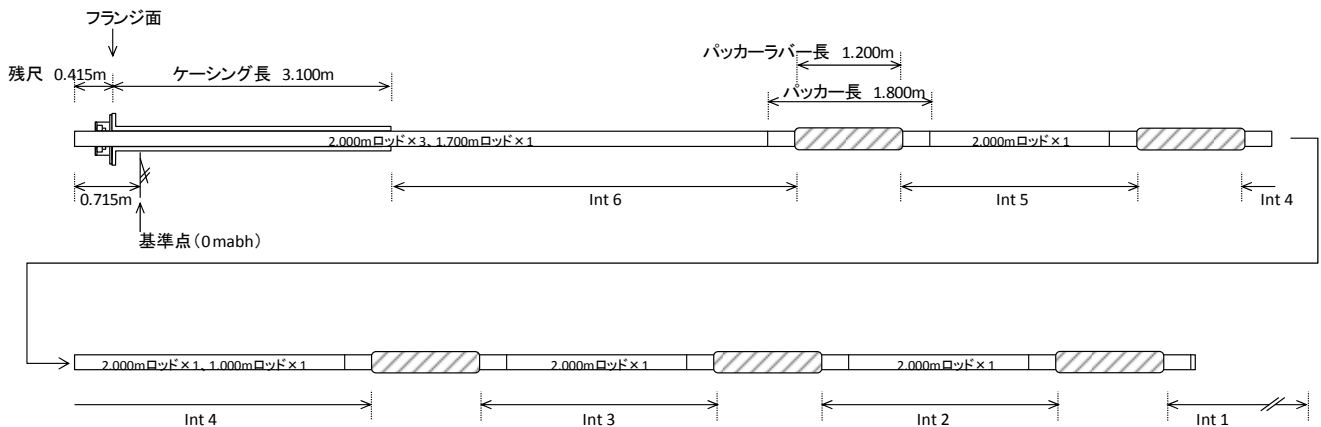 フランジ面
残尺 0.415m
ケーシング長 3.100m
パッカーラバー長 1.200m
パッカー長 1.800m
2.000mロッド×3、1.700mロッド×1
2.000mロッド×1
0.715m
Int 6
Int 5
Int 4
基準点（0mabh）
2.000mロッド×1、1.000mロッド×1
2.000mロッド×1
2.000mロッド×1
Int 4
Int 3
Int 2
Int 1